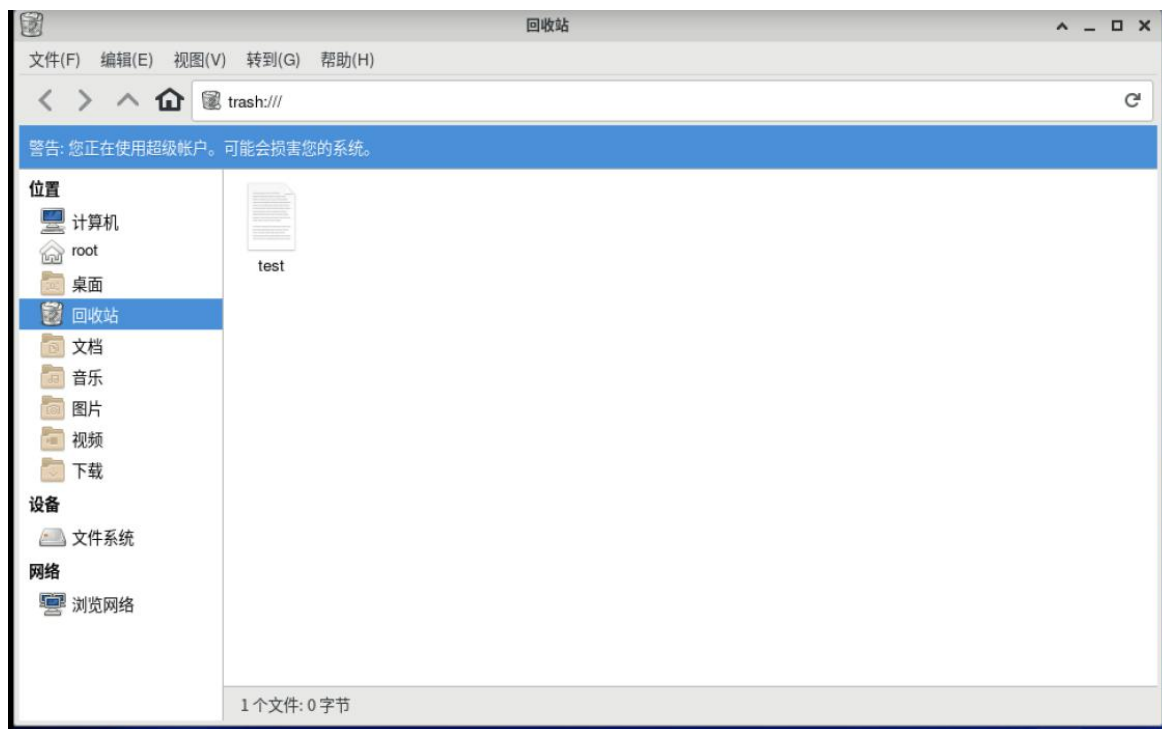 回收站
文件(F) 编辑(E) 视图(V) 转到(G) 帮助(H)
trash:///
警告: 您正在使用超级帐户。可能会损害您的系统。
位置
计算机
root
桌面
回收站
文档
音乐
图片
视频
下载
设备
文件系统
网络
浏览网络
test
1 个文件: 0 字节